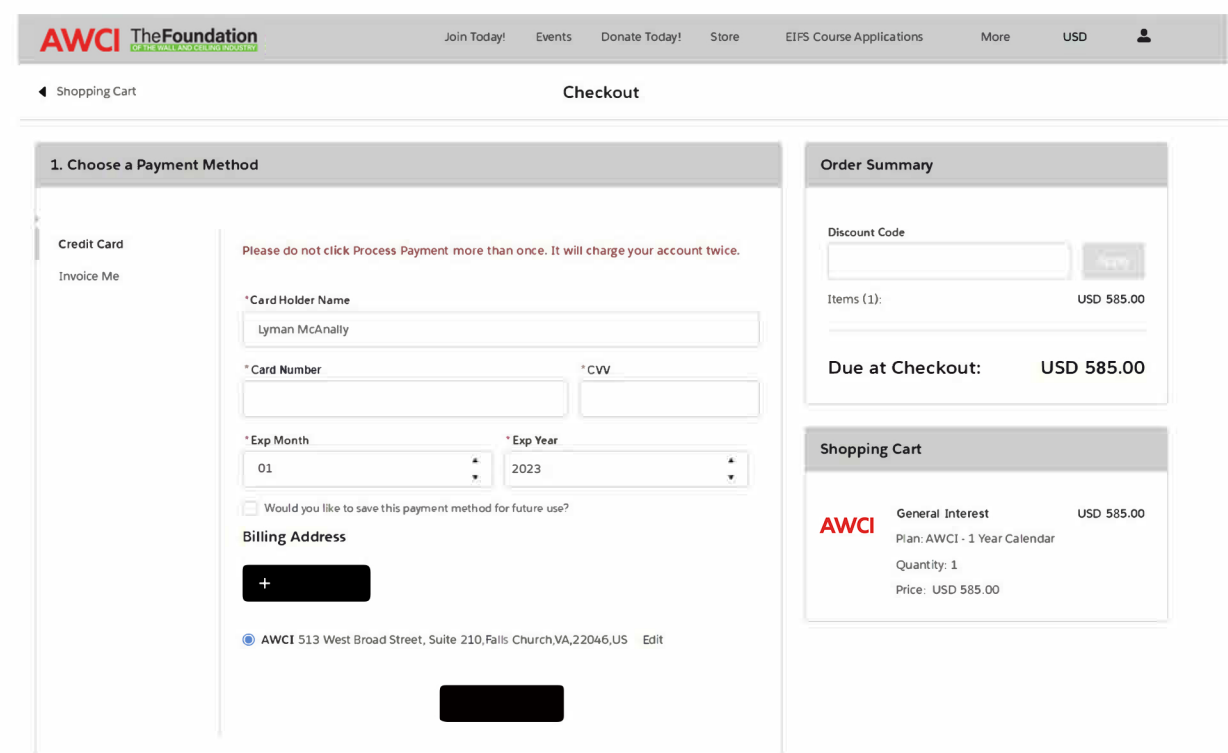 AWCI TheFoundation
OF THE WALL AND CEILING INDUSTRY
Join Today! Events Donate Today! Store EIFS Course Applications More USD
Shopping Cart
Checkout
1. Choose a Payment Method
Credit Card
Invoice Me
Please do not click Process Payment more than once. It will charge your account twice.
*Card Holder Name
Lyman McAnally
*Card Number *CVV
*Exp Month *Exp Year
01 2023
Would you like to save this payment method for future use?
Billing Address
+
AWCI 513 West Broad Street, Suite 210,Falls Church,VA,22046,US Edit
Order Summary
Discount Code
Apply
Items (1): USD 585.00
Due at Checkout: USD 585.00
Shopping Cart
AWCI
General Interest USD 585.00
Plan: AWCI - 1 Year Calendar
Quantity: 1
Price: USD 585.00